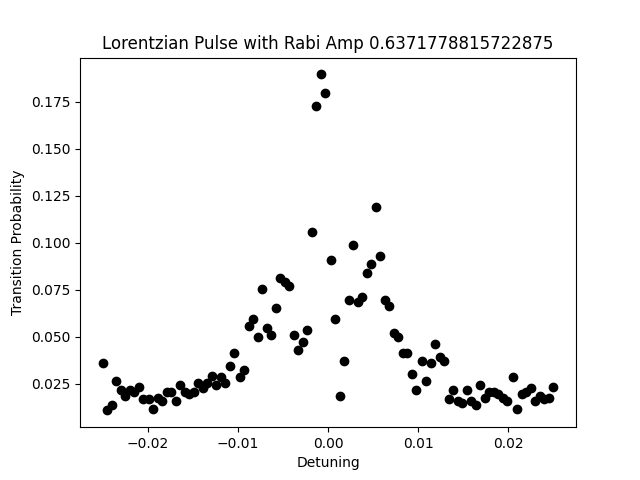 Lorentzian Pulse with Rabi Amp 0.6371778815722875
Transition Probability
0.175
0.150
0.125
0.100
0.075
0.050
0.025
−0.02 −0.01 0.00 0.01 0.02
Detuning